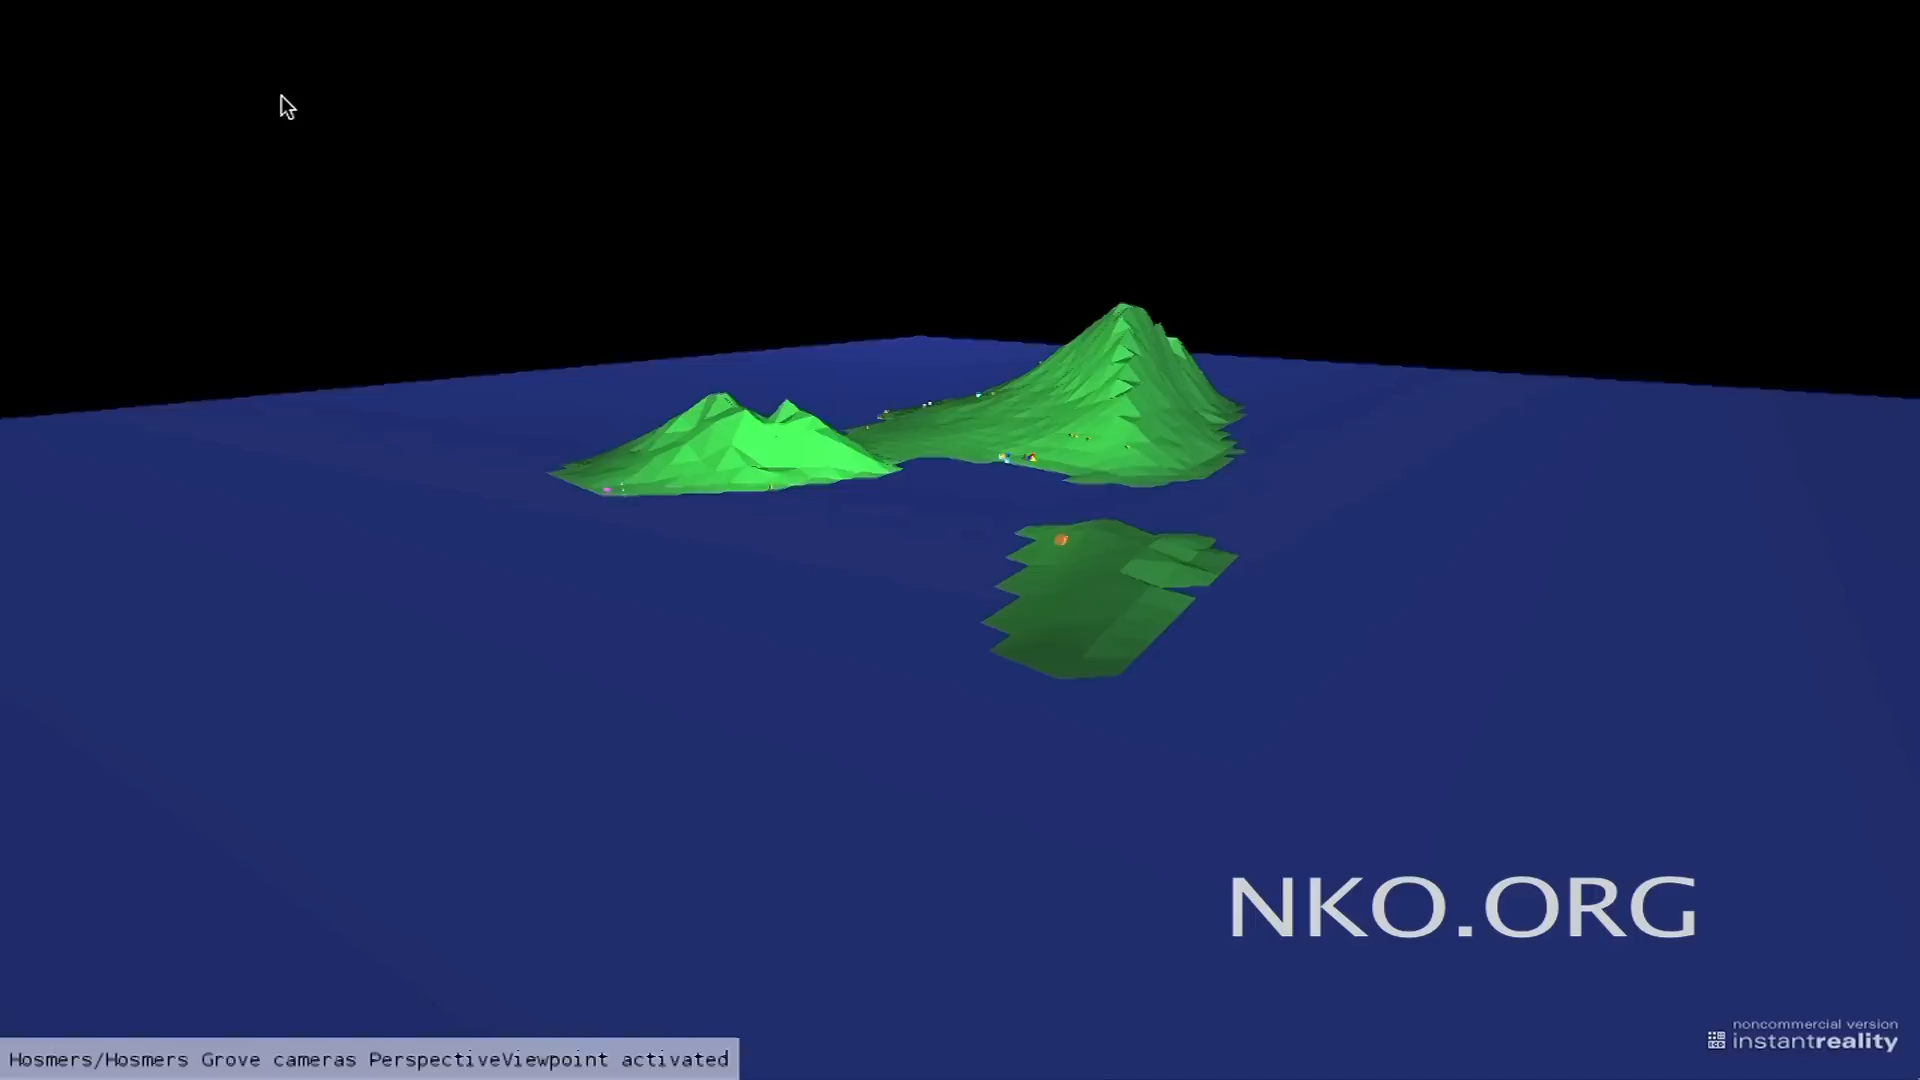 NKO.ORG
noncommercial version
instantreality
Hosmers/Hosmers Grove cameras PerspectiveViewpoint activated